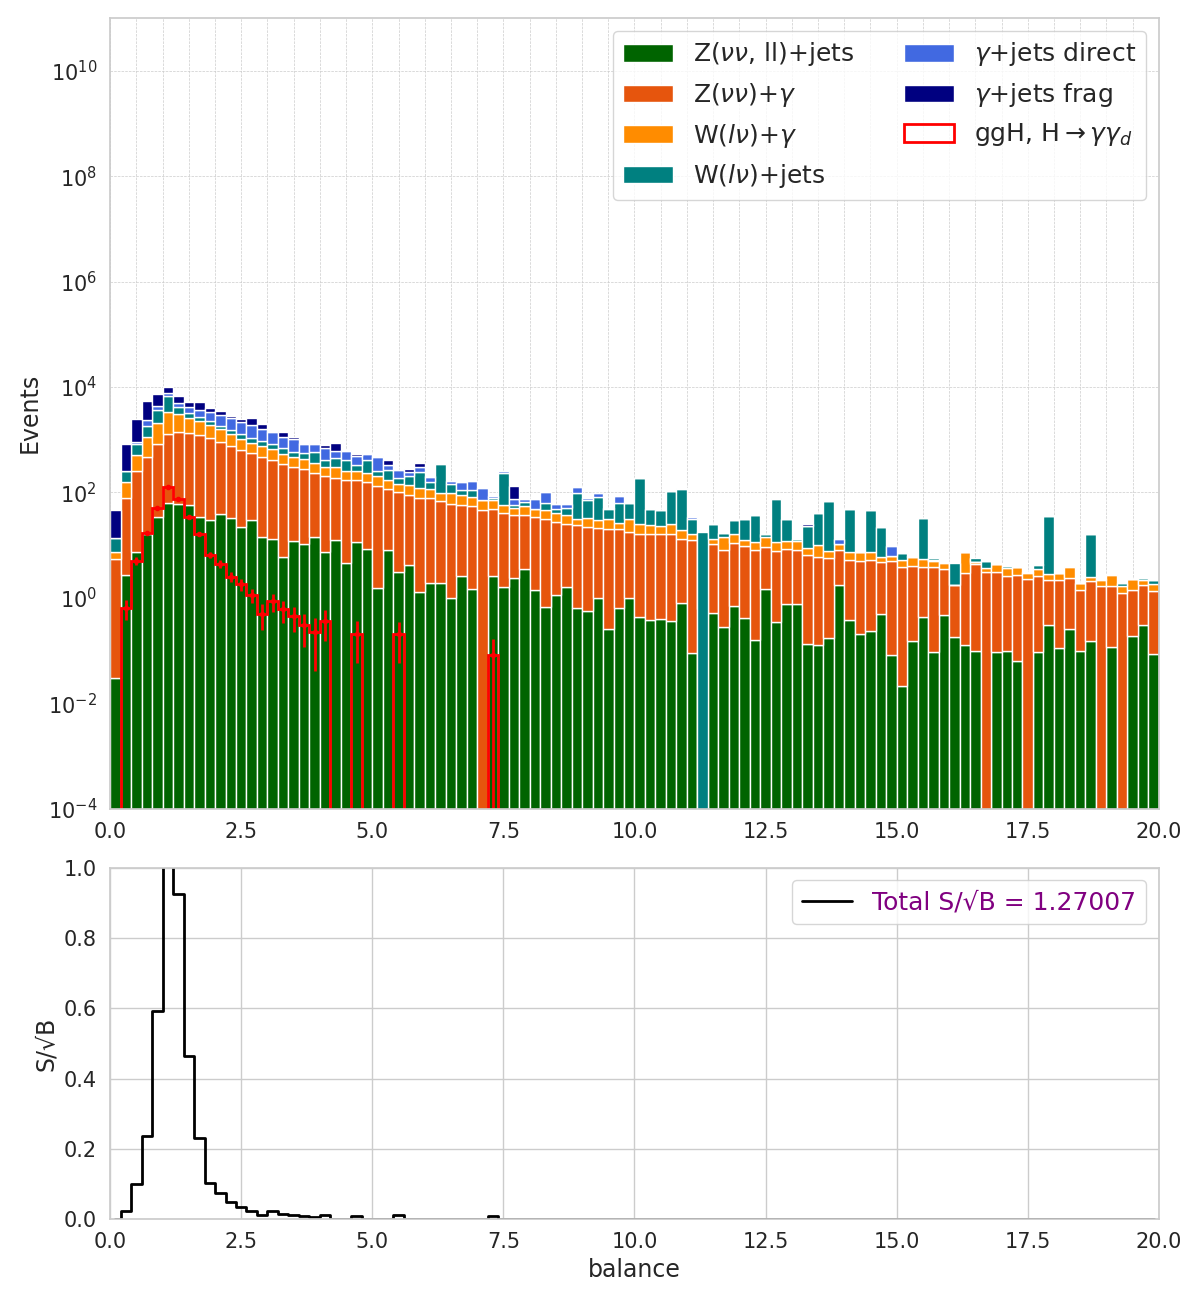 Z(νν, ll)+jets
Z(νν)+γ
W(lν)+γ
W(lν)+jets
γ+jets direct
γ+jets frag
ggH, H→γγ_d
Events
10^10
10^8
10^6
10^4
10^2
10^0
10^−2
10^−4
0.0 2.5 5.0 7.5 10.0 12.5 15.0 17.5 20.0
Total S/√B = 1.27007
S/√B
1.0
0.8
0.6
0.4
0.2
0.0
0.0 2.5 5.0 7.5 10.0 12.5 15.0 17.5 20.0
balance